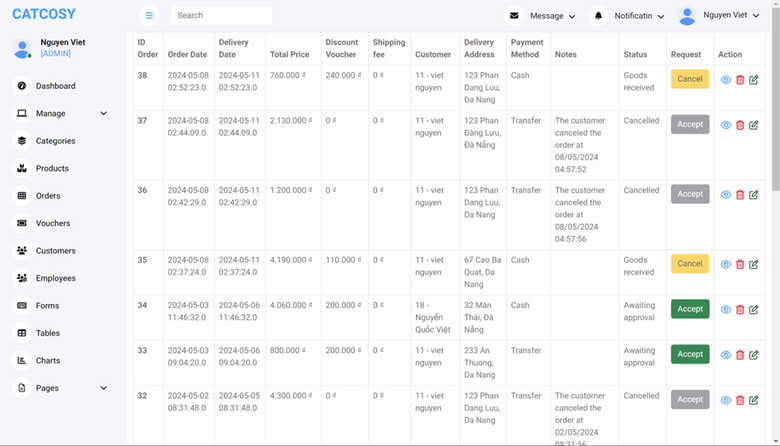 CATCOSY
Search
Message
Notificatin
Nguyen Viet
Nguyen Viet
[ADMIN]
Dashboard
Manage
Categories
Products
Orders
Vouchers
Customers
Employees
Forms
Tables
Charts
Pages
ID Order Order Date Delivery Date Total Price Discount Voucher Shipping fee Customer Delivery Address Payment Method Notes Status Request Action
38 2024-05-08 02:52:23.0 2024-05-11 02:52:23.0 760.000 ₫ 240.000 ₫ 0 ₫ 11 - viet nguyen 123 Phan Dang Luu, Da Nang Cash Goods received Cancel
37 2024-05-08 02:44:09.0 2024-05-11 02:44:09.0 2.130.000 ₫ 0 ₫ 0 ₫ 11 - viet nguyen 123 Phan Đăng Lưu, Đà Nẵng Transfer The customer canceled the order at 08/05/2024 04:57:52 Cancelled Accept
36 2024-05-08 02:42:29.0 2024-05-11 02:42:29.0 1.200.000 ₫ 0 ₫ 0 ₫ 11 - viet nguyen 123 Phan Dang Luu, Da Nang Transfer The customer canceled the order at 08/05/2024 04:57:56 Cancelled Accept
35 2024-05-08 02:37:24.0 2024-05-11 02:37:24.0 4.190.000 ₫ 110.000 ₫ 0 ₫ 11 - viet nguyen 67 Cao Ba Quat, Da Nang Cash Goods received Cancel
34 2024-05-03 11:46:32.0 2024-05-06 11:46:32.0 4.060.000 ₫ 200.000 ₫ 0 ₫ 18 - Nguyễn Quốc Việt 32 Mân Thái, Đà Nẵng Cash Awaiting approval Accept
33 2024-05-03 09:04:20.0 2024-05-06 09:04:20.0 800.000 ₫ 200.000 ₫ 0 ₫ 11 - viet nguyen 233 An Thuong, Da Nang Transfer Awaiting approval Accept
32 2024-05-02 08:31:48.0 2024-05-05 08:31:48.0 4.300.000 ₫ 0 ₫ 0 ₫ 11 - viet nguyen 123 Phan Dang Luu, Da Nang Transfer The customer canceled the order at 02/05/2024 08:31:56 Cancelled Accept